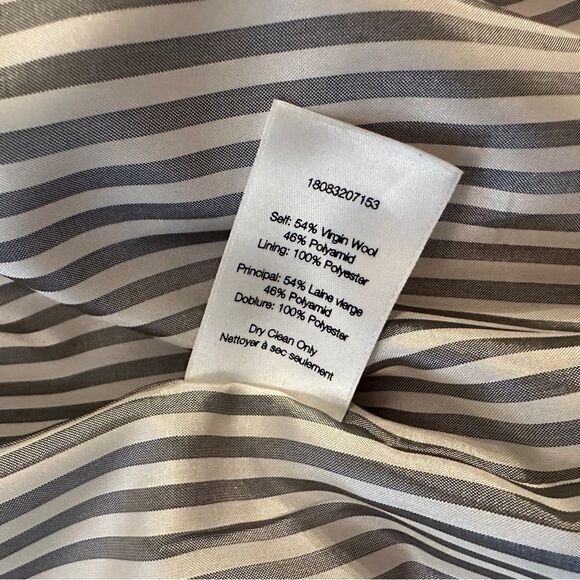 18083207153
Self: 54% Virgin Wool
46% Polyamid
Lining: 100% Polyester
Principal: 54% Laine vierge
46% Polyamid
Doblure: 100% Polyester
Dry Clean Only
Nettoyer à sec seulement